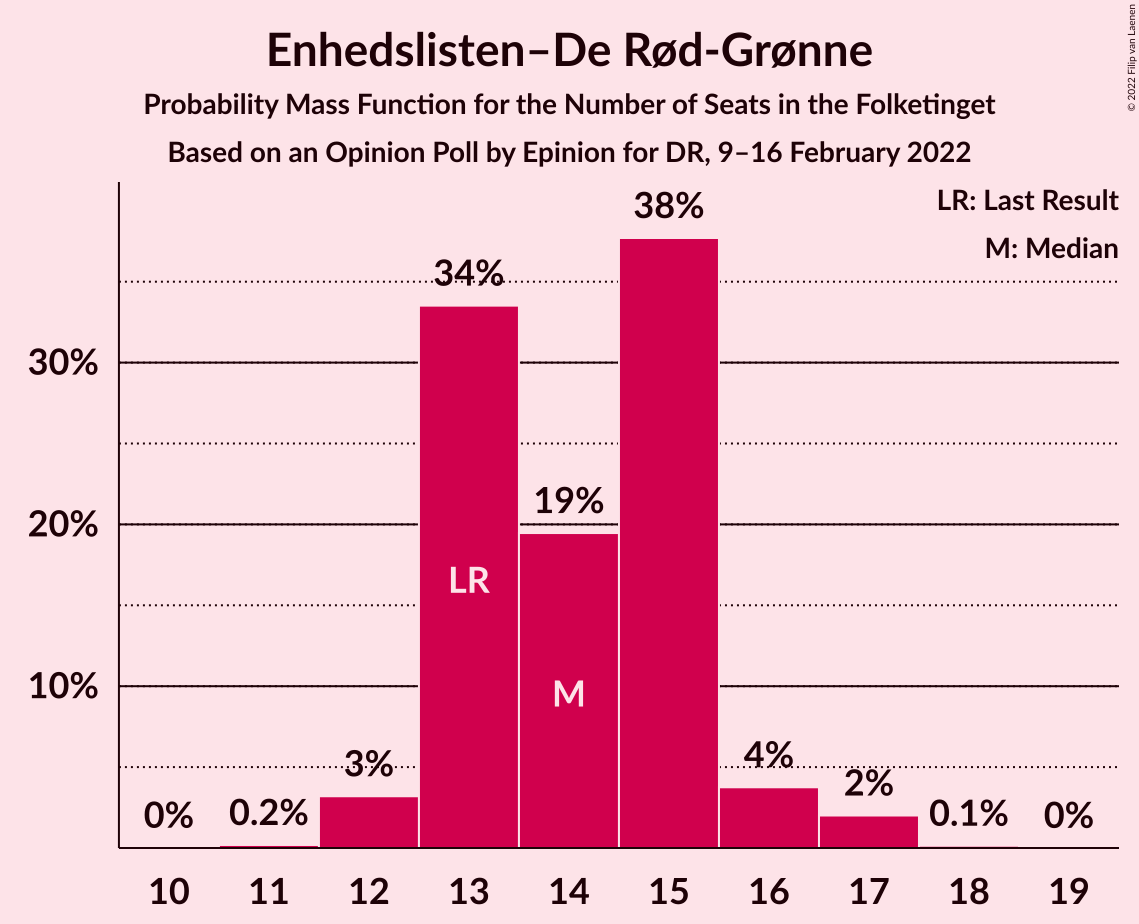 Enhedslisten–De Rød-Grønne
Probability Mass Function for the Number of Seats in the Folketinget
Based on an Opinion Poll by Epinion for DR, 9–16 February 2022
© 2022 Filip van Laenen
LR: Last Result
M: Median
38%
34%
30%
19%
20%
LR
M
10%
3%
4%
2%
0%
0.2%
0.1%
0%
10 11 12 13 14 15 16 17 18 19